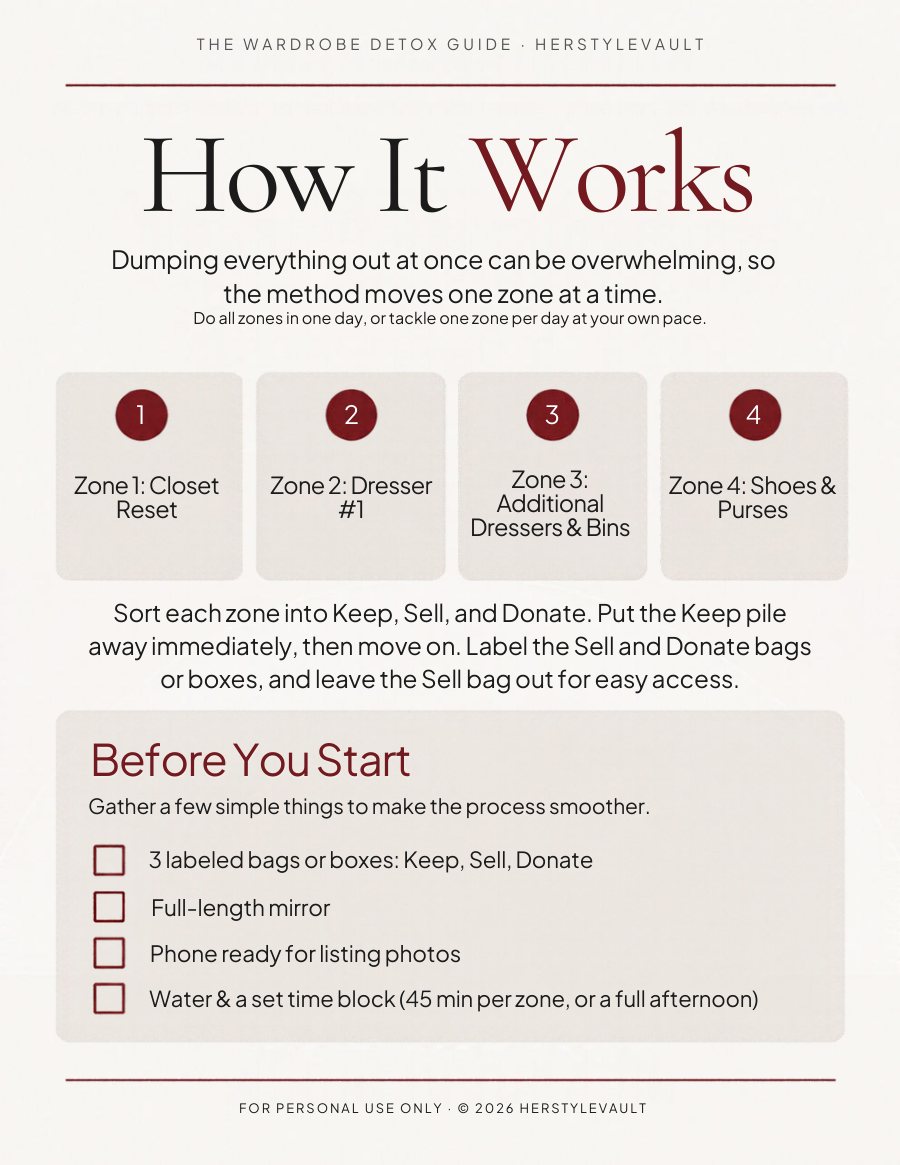 THE WARDROBE DETOX GUIDE · HERSTYLEVAULT
How It Works
Dumping everything out at once can be overwhelming, so
the method moves one zone at a time.
Do all zones in one day, or tackle one zone per day at your own pace.
1
Zone 1: Closet
Reset
2
Zone 2: Dresser
#1
3
Zone 3:
Additional
Dressers & Bins
4
Zone 4: Shoes &
Purses
Sort each zone into Keep, Sell, and Donate. Put the Keep pile
away immediately, then move on. Label the Sell and Donate bags
or boxes, and leave the Sell bag out for easy access.
Before You Start
Gather a few simple things to make the process smoother.
3 labeled bags or boxes: Keep, Sell, Donate
Full-length mirror
Phone ready for listing photos
Water & a set time block (45 min per zone, or a full afternoon)
FOR PERSONAL USE ONLY · © 2026 HERSTYLEVAULT